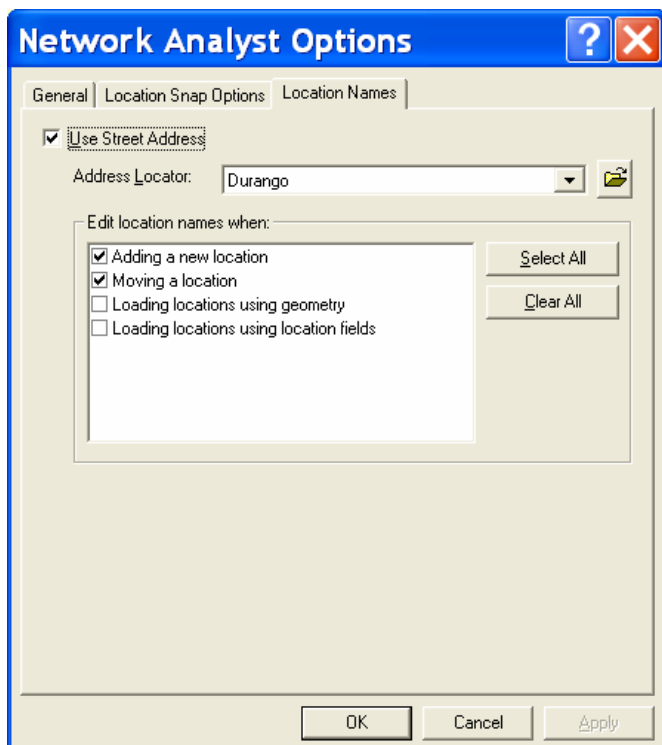 Network Analyst Options
General Location Snap Options Location Names
Use Street Address
Address Locator: Durango
Edit location names when:
Adding a new location Select All
Moving a location
Loading locations using geometry Clear All
Loading locations using location fields
OK Cancel Apply